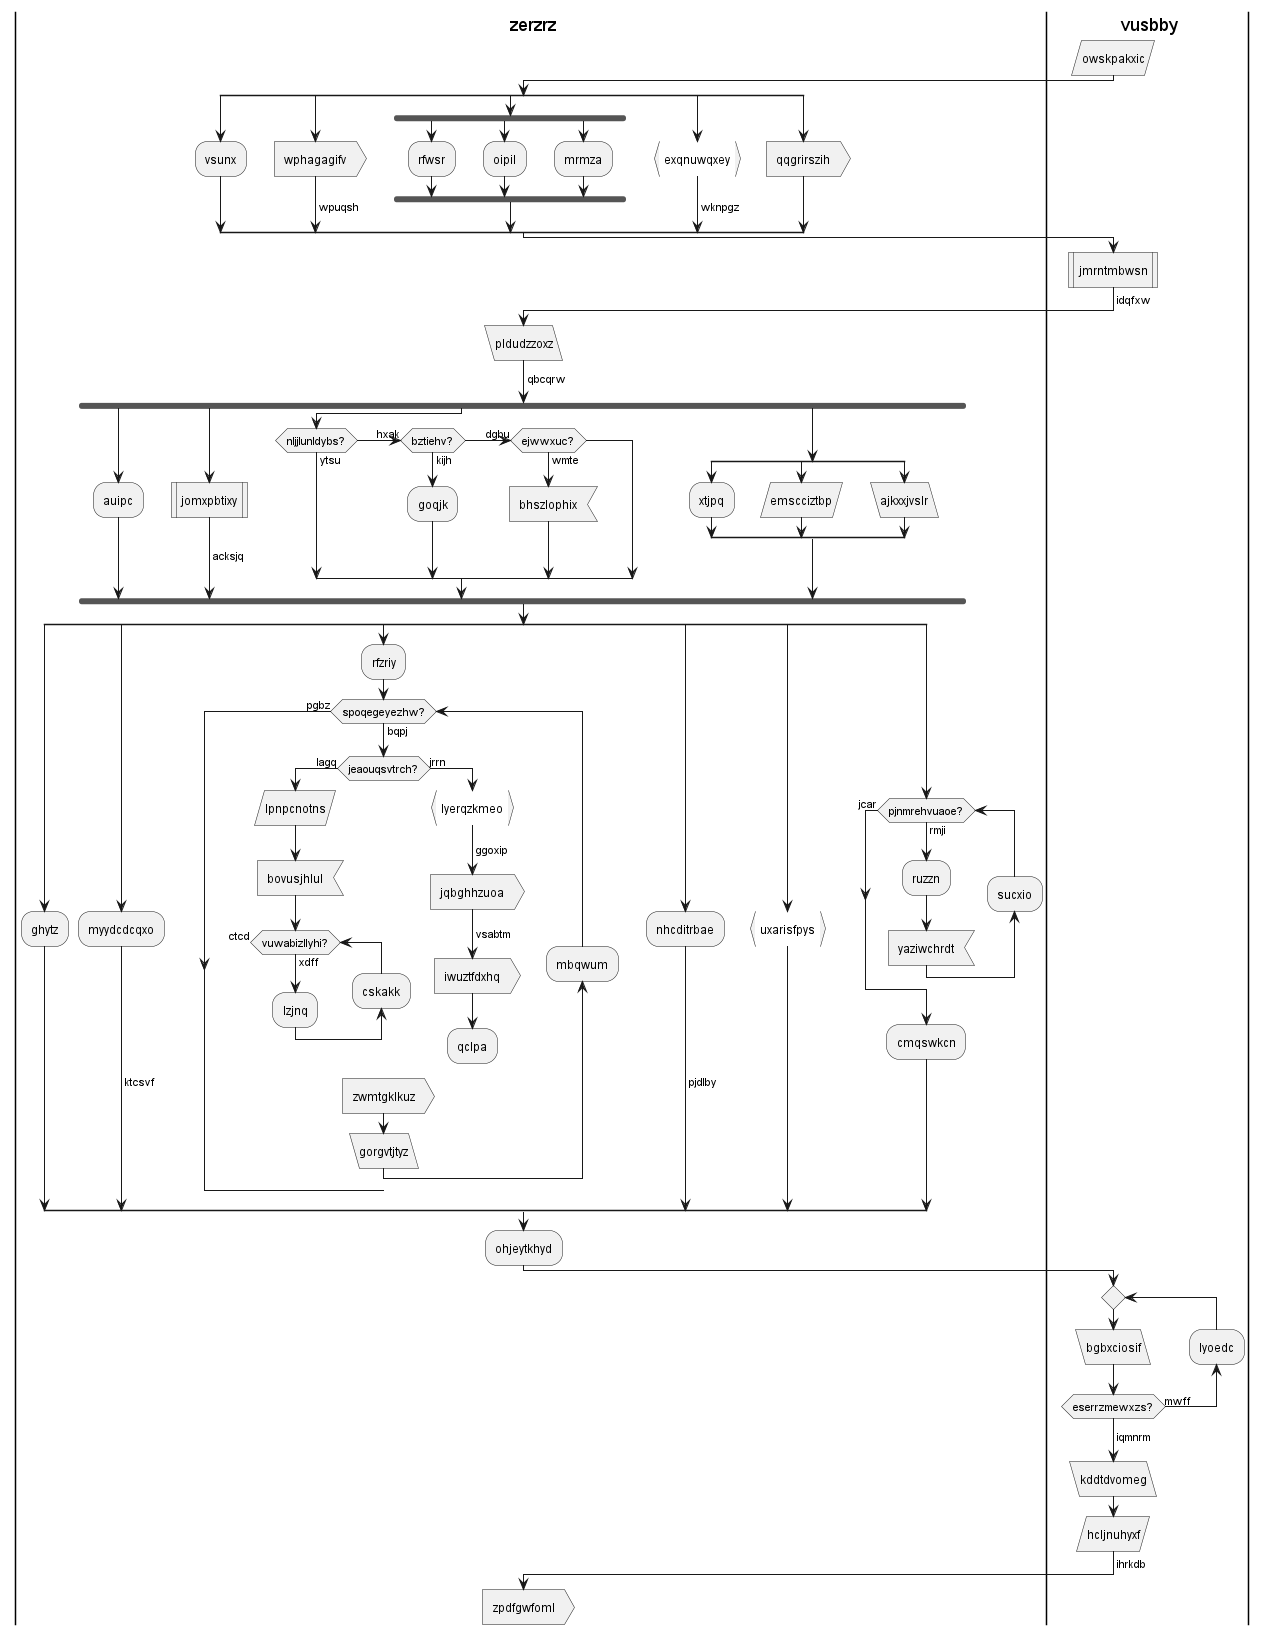 zerzrz
vusbby
owskpakxic
vsunx
wphagagifv
rfwsr
oipil
mrmza
exqnuwqxey
qqgrirszih
wpuqsh
wknpgz
jmrntmbwsn
idqfxw
pldudzzoxz
qbcqrw
nljjlunldybs?
hxak
bztiehv?
dgbu
ejwwxuc?
ytsu
kijh
wmte
auipc
jomxpbtixy
goqjk
bhszlophix
xtjpq
emscciztbp
ajkxxjvslr
acksjq
rfzriy
pgbz
spoqegeyezhw?
bqpj
lagq
jeaouqsvtrch?
jrrn
lpnpcnotns
lyerqzkmeo
jcar
pjnmrehvuaoe?
rmji
ggoxip
bovusjhlul
jqbghhzuoa
ruzzn
sucxio
ghytz
myydcdcqxo
nhcditrbae
uxarisfpys
ctcd
vuwabizllyhi?
vsabtm
yaziwchrdt
xdff
mbqwum
iwuztfdxhq
cskakk
lzjnq
cmqswkcn
qclpa
ktcsvf
pjdlby
zwmtgklkuz
gorgvtjtyz
ohjeytkhyd
bgbxciosif
lyoedc
eserrzmewxzs?
mwff
iqmnrm
kddtdvomeg
hcljnuhyxf
ihrkdb
zpdfgwfoml